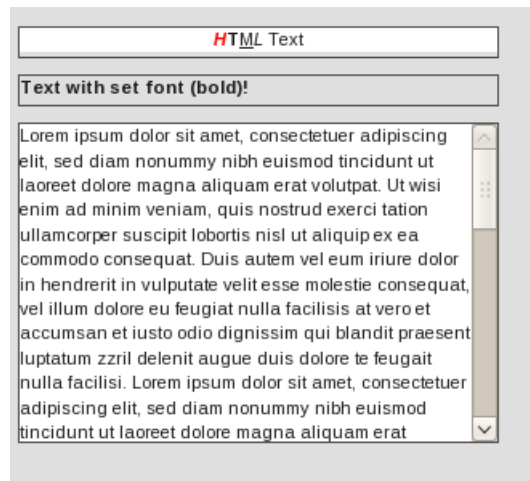 HTML Text
Text with set font (bold)!
Lorem ipsum dolor sit amet, consectetuer adipiscing
elit, sed diam nonummy nibh euismod tincidunt ut
laoreet dolore magna aliquam erat volutpat. Ut wisi
enim ad minim veniam, quis nostrud exerci tation
ullamcorper suscipit lobortis nisl ut aliquip ex ea
commodo consequat. Duis autem vel eum iriure dolor
in hendrerit in vulputate velit esse molestie consequat,
vel illum dolore eu feugiat nulla facilisis at vero et
accumsan et iusto odio dignissim qui blandit praesent
luptatum zzril delenit augue duis dolore te feugait
nulla facilisi. Lorem ipsum dolor sit amet, consectetuer
adipiscing elit, sed diam nonummy nibh euismod
tincidunt ut laoreet dolore magna aliquam erat